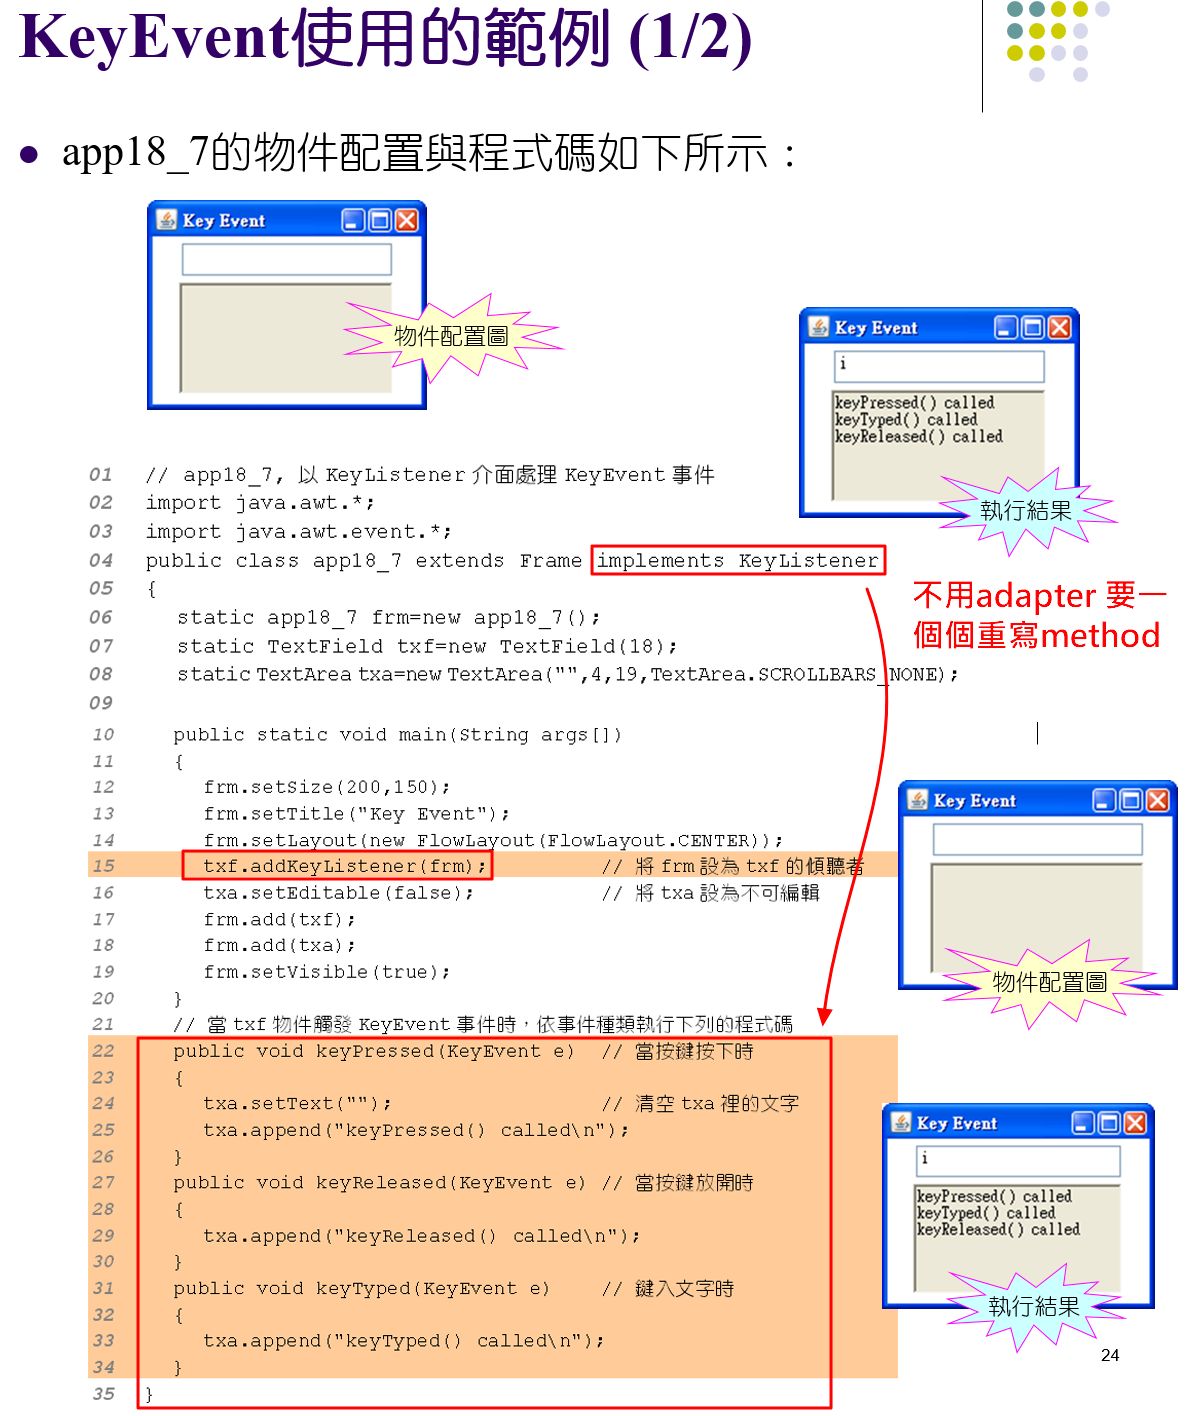 KeyEvent使用的範例 (1/2)
app18_7的物件配置與程式碼如下所示：
Key Event
物件配置圖
Key Event
i
keyPressed() called
keyTyped() called
keyReleased() called
執行結果
01 // app18_7, 以 KeyListener 介面處理 KeyEvent 事件
02 import java.awt.*;
03 import java.awt.event.*;
04 public class app18_7 extends Frame implements KeyListener
05 {
06 static app18_7 frm=new app18_7();
07 static TextField txf=new TextField(18);
08 static TextArea txa=new TextArea("",4,19,TextArea.SCROLLBARS_NONE);
09
不用adapter 要一
個個重寫method
10 public static void main(String args[])
11 {
12 frm.setSize(200,150);
13 frm.setTitle("Key Event");
14 frm.setLayout(new FlowLayout(FlowLayout.CENTER));
15 txf.addKeyListener(frm); // 將 frm 設為 txf 的傾聽者
16 txa.setEditable(false); // 將 txa 設為不可編輯
17 frm.add(txf);
18 frm.add(txa);
19 frm.setVisible(true);
20 }
21 // 當 txf 物件觸發 KeyEvent 事件時，依事件種類執行下列的程式碼
22 public void keyPressed(KeyEvent e) // 當按鍵按下時
23 {
24 txa.setText(""); // 清空 txa 裡的文字
25 txa.append("keyPressed() called\n");
26 }
27 public void keyReleased(KeyEvent e) // 當按鍵放開時
28 {
29 txa.append("keyReleased() called\n");
30 }
31 public void keyTyped(KeyEvent e) // 鍵入文字時
32 {
33 txa.append("keyTyped() called\n");
34 }
35 }
Key Event
物件配置圖
Key Event
i
keyPressed() called
keyTyped() called
keyReleased() called
執行結果
24